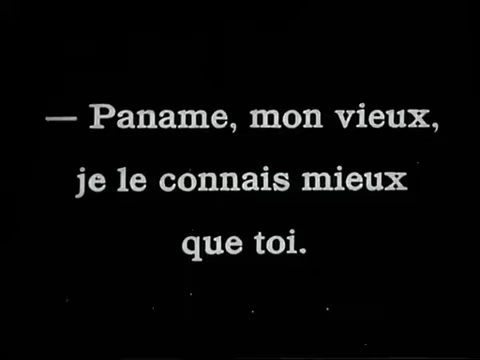 — Paname, mon vieux,
je le connais mieux
que toi.